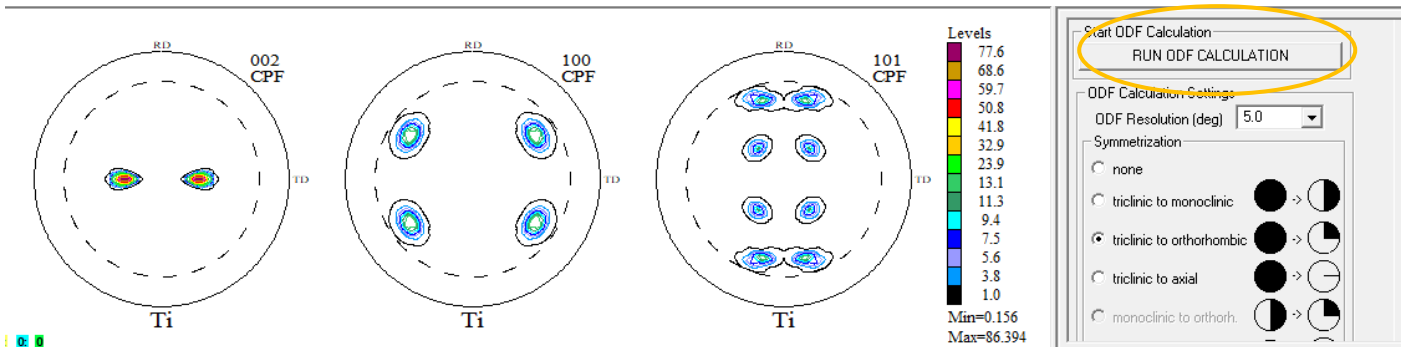 RD
002
CPF
TD
Ti
RD
100
CPF
TD
Ti
RD
101
CPF
TD
Ti
Levels
77.6
68.6
59.7
50.8
41.8
32.9
23.9
13.1
11.3
9.4
7.5
5.6
3.8
1.0
Min=0.156
Max=86.394
0: 0
Start ODF Calculation
RUN ODF CALCULATION
ODF Calculation Settings
ODF Resolution (deg) 5.0
Symmetrization
none
triclinic to monoclinic ->
triclinic to orthorhombic ->
triclinic to axial ->
monoclinic to orthorh. ->